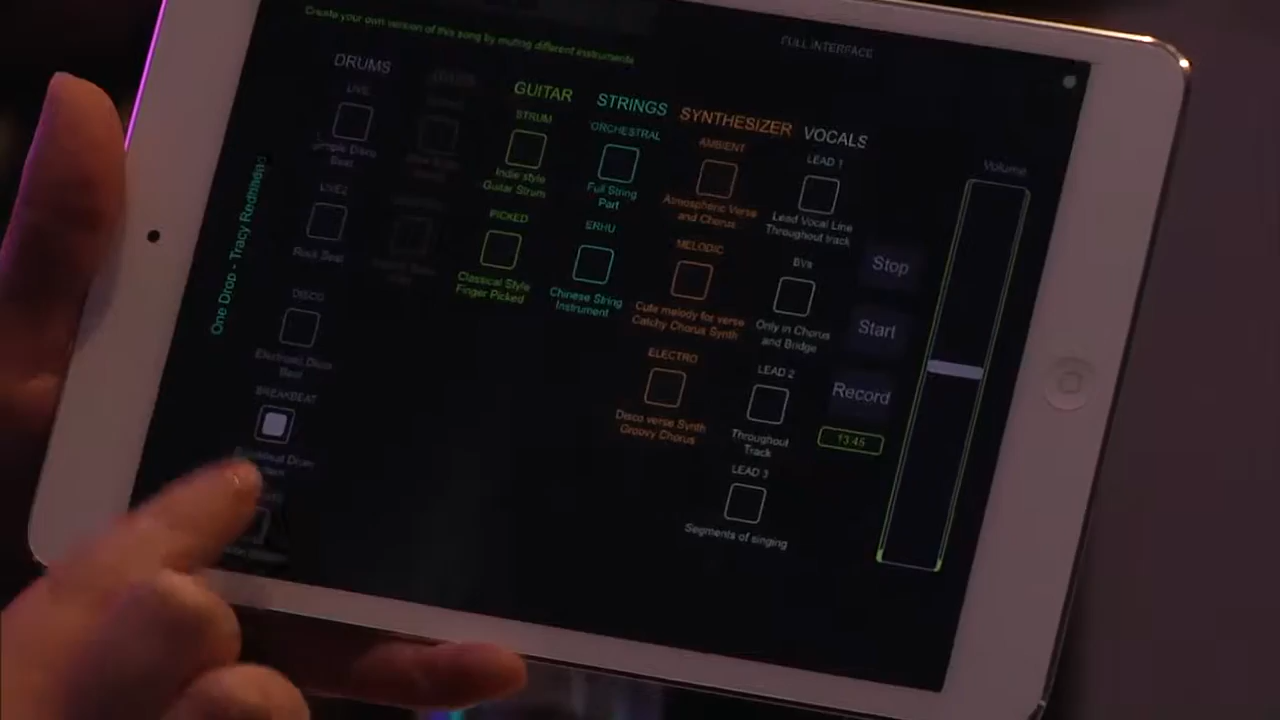 Create your own version of this song by muting different instruments
FULL INTERFACE
One Drop - Tracy Redhhead
DRUMS
LIVE
Simple Disco
Beat
LIVE2
Rock Beat
DISCO
Electronic Disco
Beat
BREAKBEAT
GUITAR
STRUM
Indie style
Guitar Strum
PICKED
Classical Style
Finger Picked
STRINGS
ORCHESTRAL
Full String
Part
ERHU
Chinese String
Instrument
SYNTHESIZER
AMBIENT
Atmospheric Verse
and Chorus
MELODIC
Cute melody for verse
Catchy Chorus Synth
ELECTRO
Disco verse Synth
Groovy Chorus
VOCALS
LEAD 1
Lead Vocal Line
Throughout track
BVs
Only in Chorus
and Bridge
LEAD 2
Throughout
Track
LEAD 3
Segments of singing
Stop
Start
Record
13.45
Volume